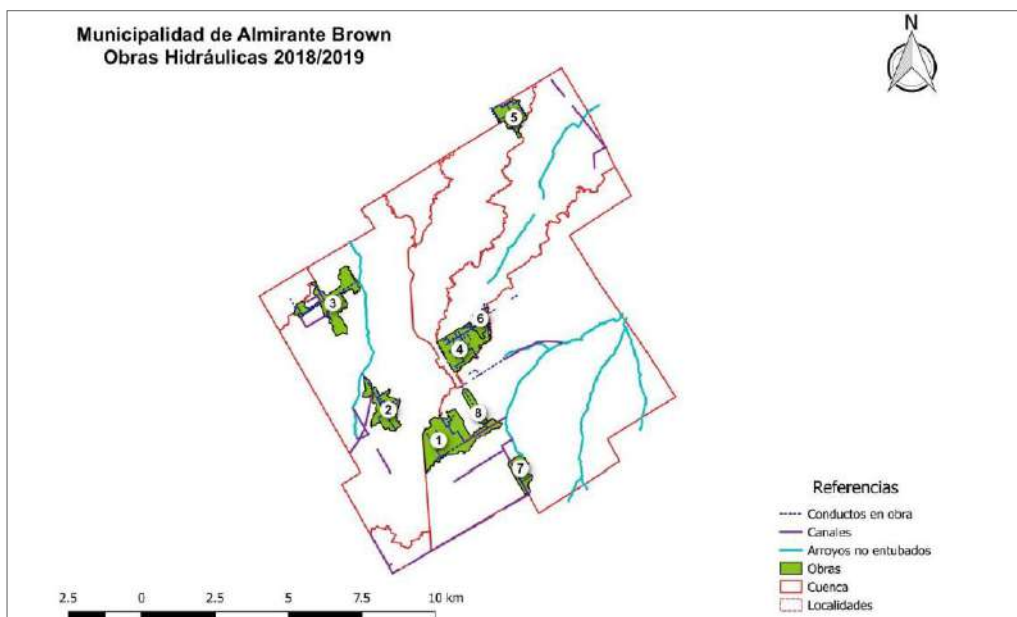 Municipalidad de Almirante Brown
Obras Hidráulicas 2018/2019
N
5
3
6
4
2
8
1
7
Referencias
Conductos en obra
Canales
Arroyos no entubados
Obras
Cuenca
Localidades
2.5 0 2.5 5 7.5 10 km